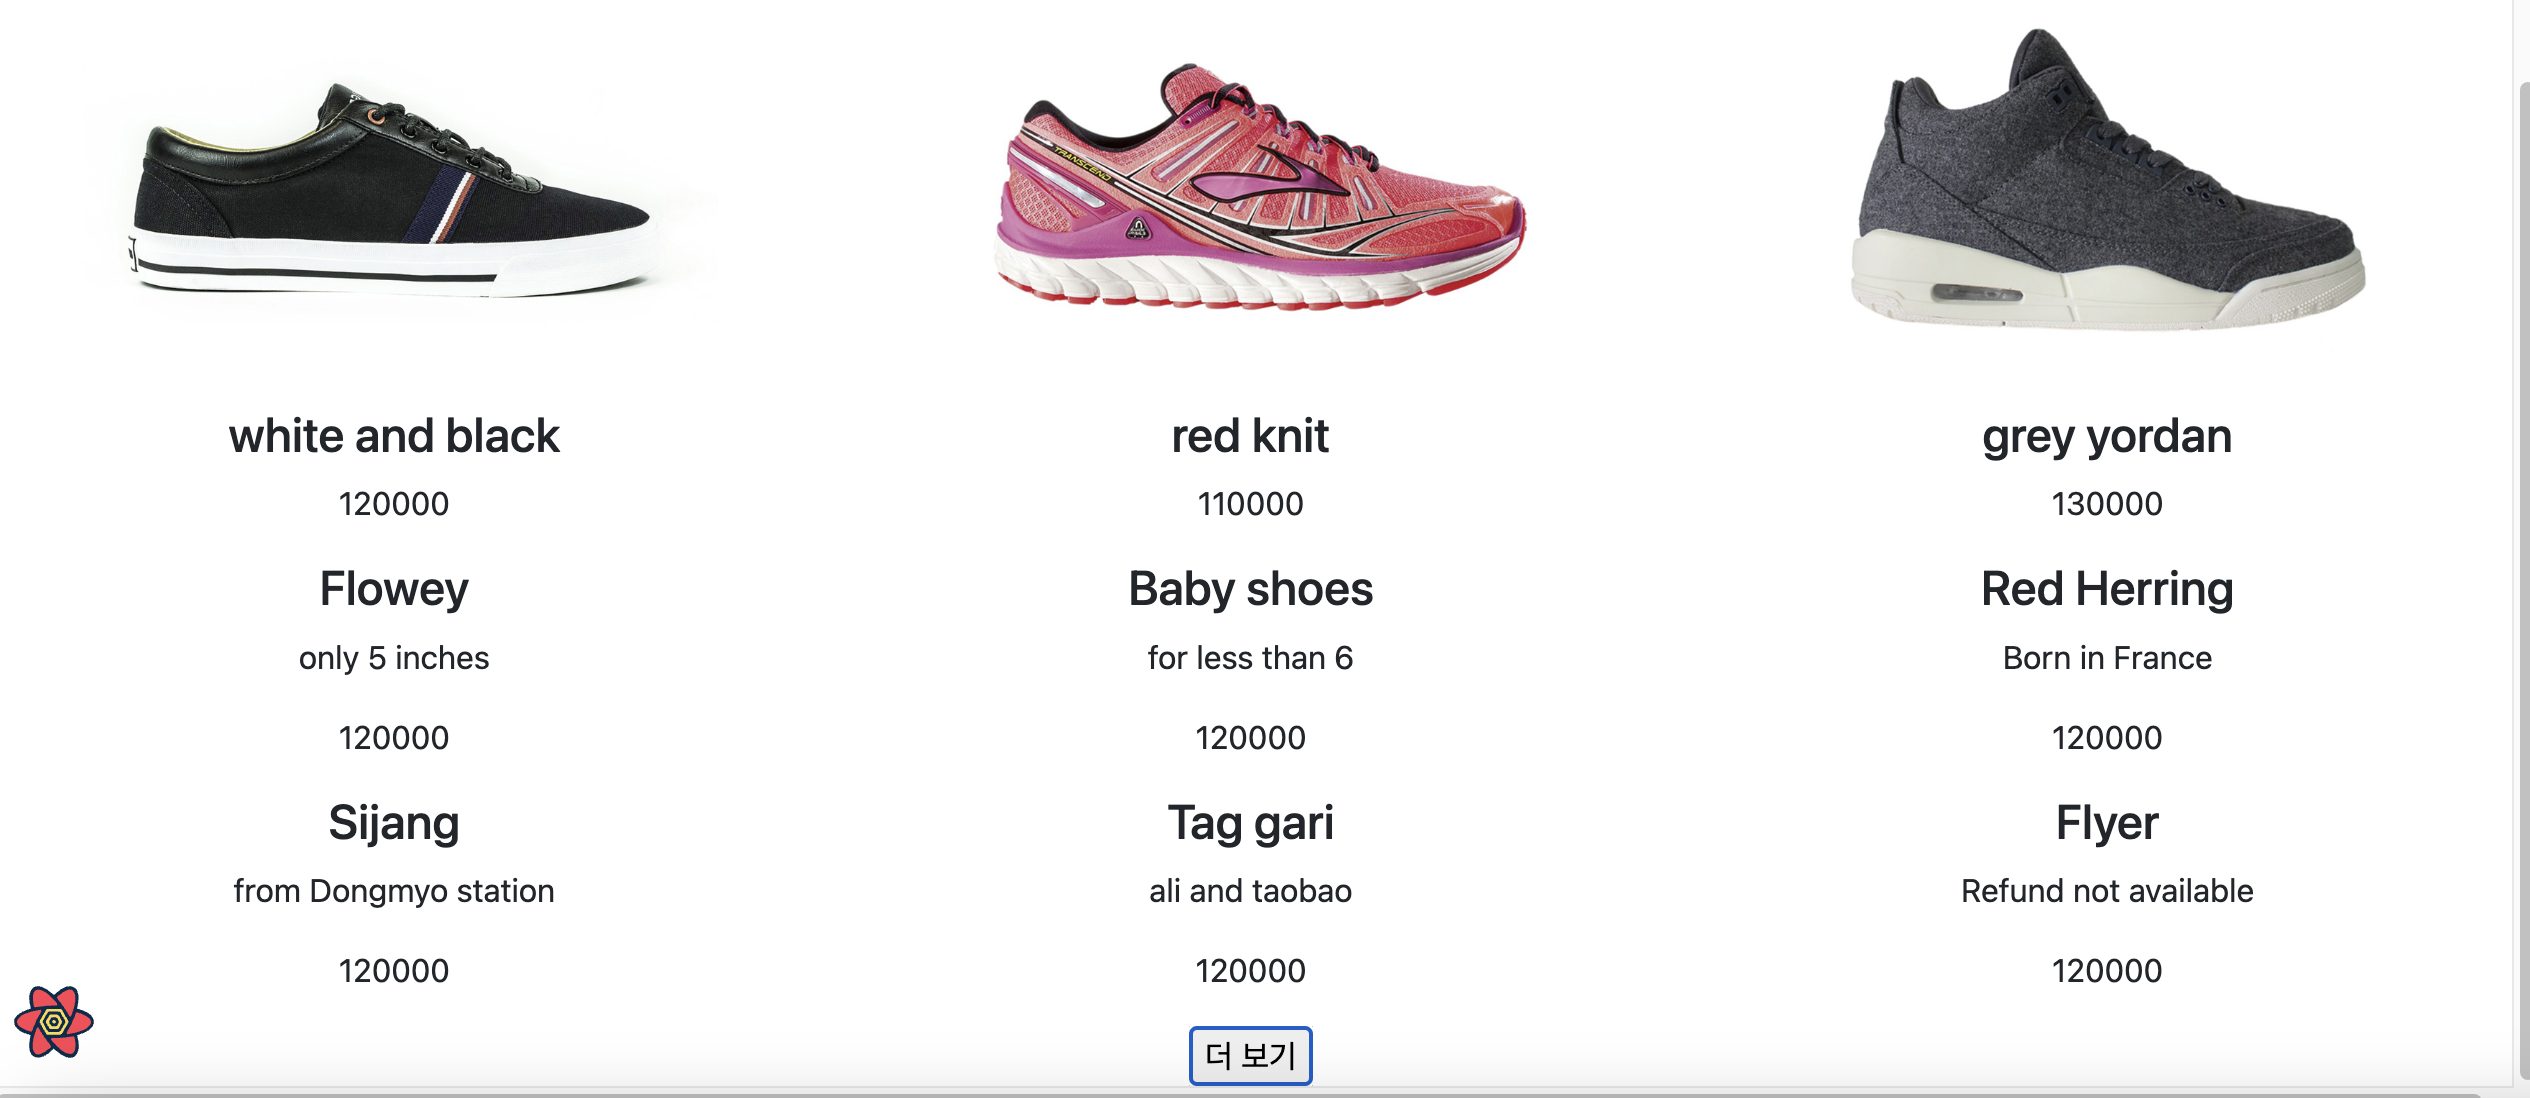 TRANSCEND
white and black
red knit
grey yordan
120000
110000
130000
Flowey
Baby shoes
Red Herring
only 5 inches
for less than 6
Born in France
120000
120000
120000
Sijang
Tag gari
Flyer
from Dongmyo station
ali and taobao
Refund not available
120000
120000
120000
더 보기